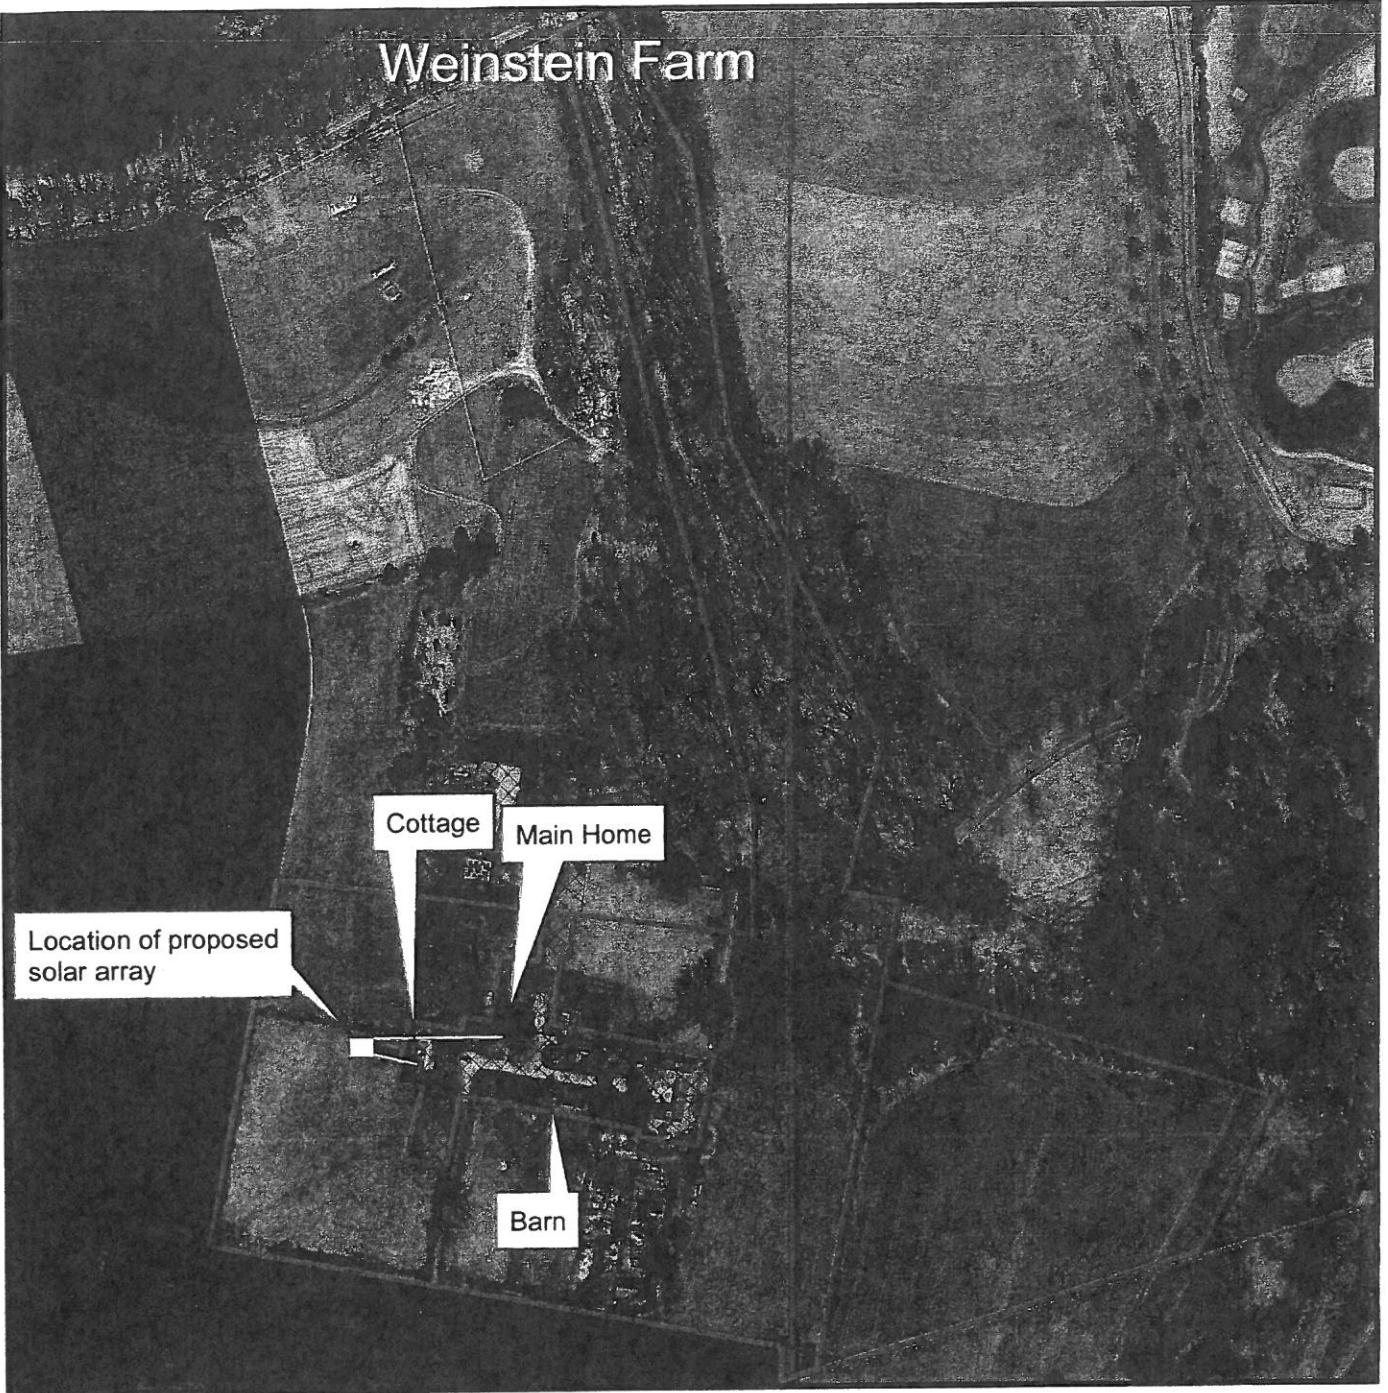 Weinstein Farm
Cottage
Main Home
Location of proposed
solar array
Barn